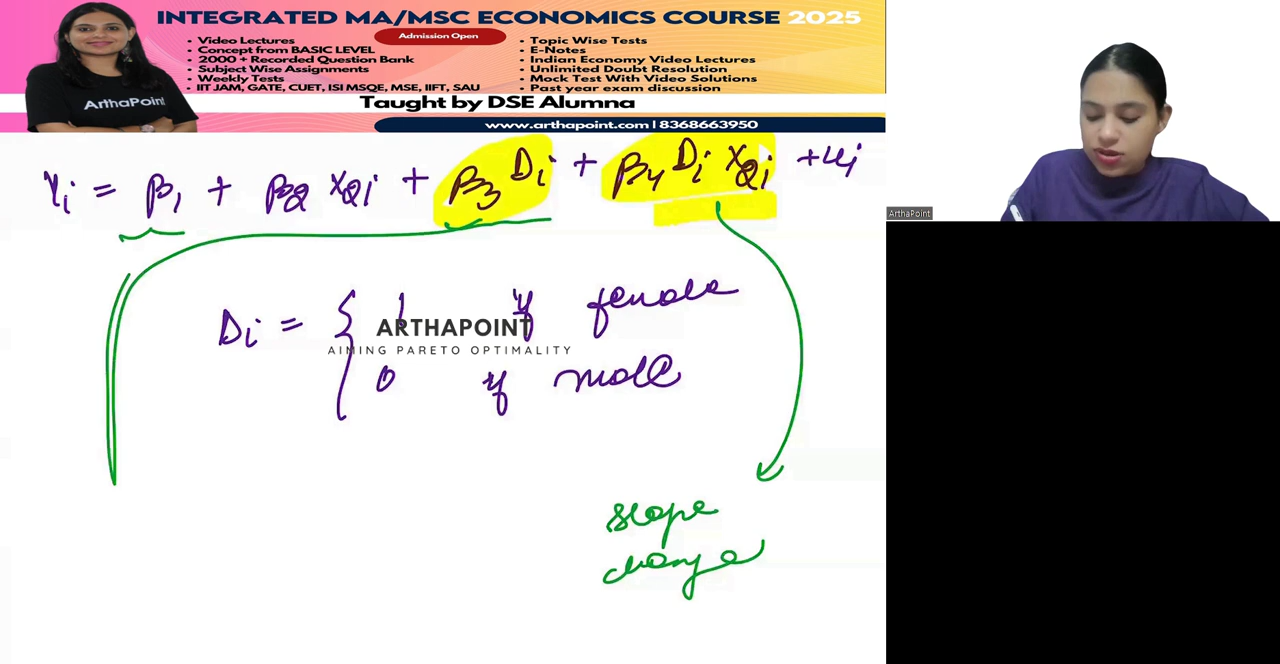 INTEGRATED MA/MSC ECONOMICS COURSE 2025
Admission Open
• Video Lectures
• Concept from BASIC LEVEL
• 2000 + Recorded Question Bank
• Subject Wise Assignments
• Weekly Tests
• IIT JAM, GATE, CUET, ISI MSQE, MSE, IIFT, SAU
• Topic Wise Tests
• E-Notes
• Indian Economy Video Lectures
• Unlimited Doubt Resolution
• Mock Test With Video Solutions
• Past year exam discussion
ArthaPoint
Taught by DSE Alumna
www.arthapoint.com | 8368663950
Yi = β1 + β2 X2i + β3 Di + β4 Di X2i + ui
ArthaPoint
Di = { 1 if female
ARTHAPOINT
AIMING PARETO OPTIMALITY
0 if male
slope
change